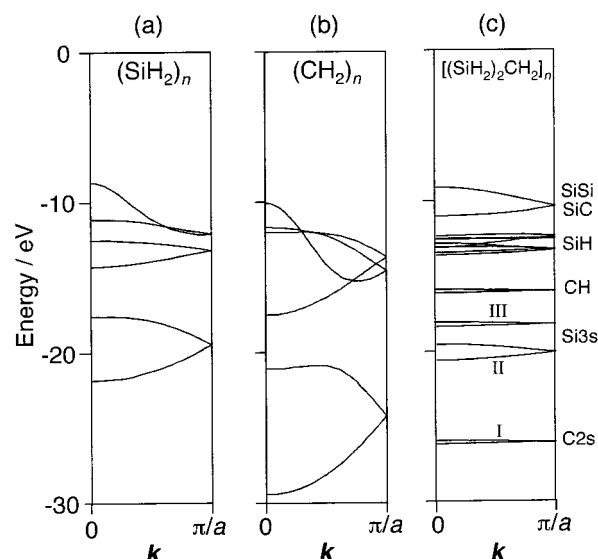 (a)
(b)
(c)
0
(SiH2)n
(CH2)n
[(SiH2)2CH2]n
-10
-20
-30
Energy / eV
SiSi
SiC
SiH
CH
III
Si3s
II
I
C2s
0
π/a
0
π/a
0
π/a
k
k
k